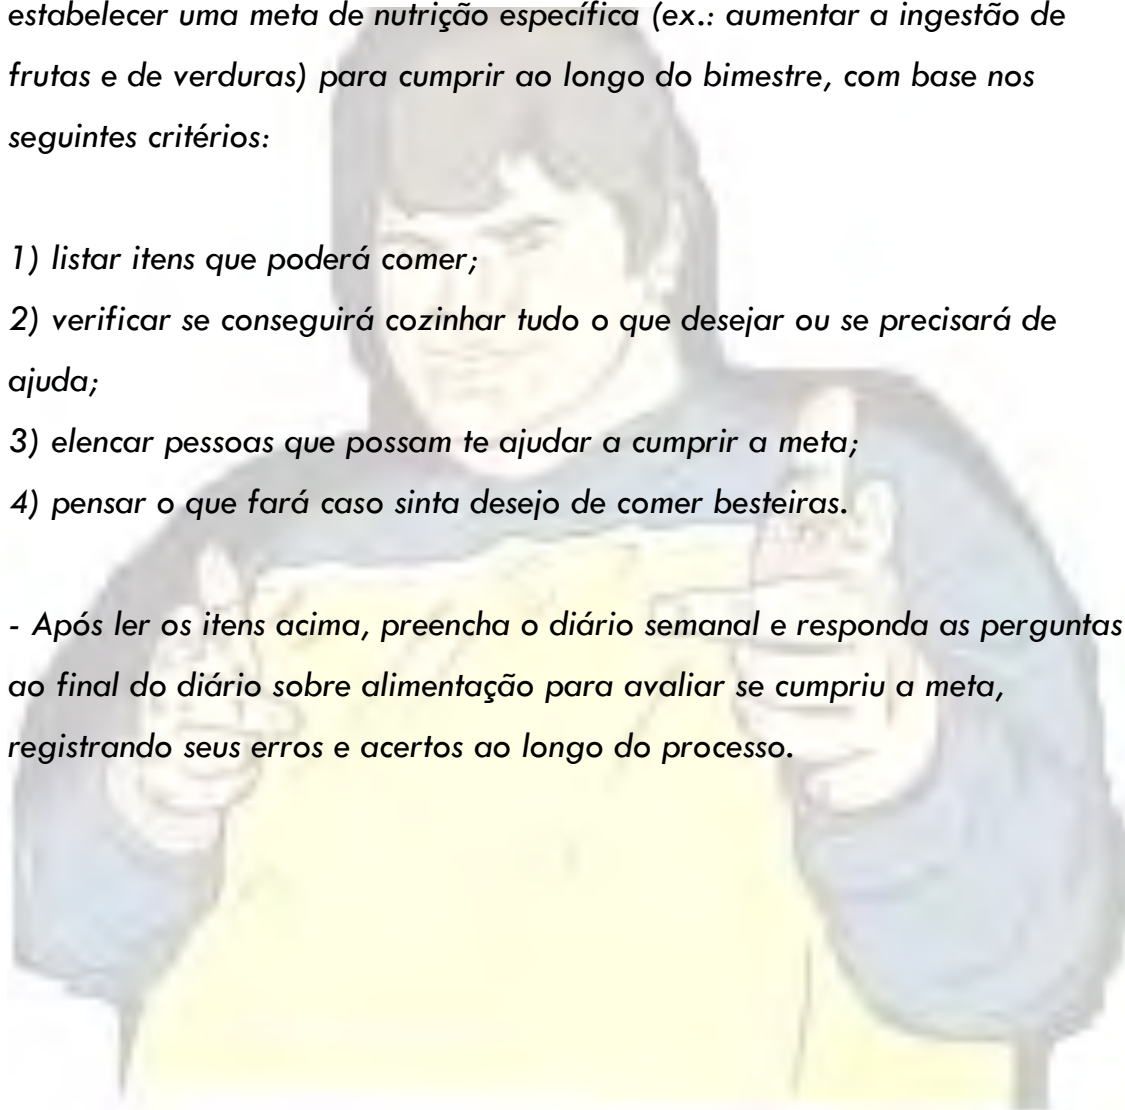 estabelecer uma meta de nutrição específica (ex.: aumentar a ingestão de
frutas e de verduras) para cumprir ao longo do bimestre, com base nos
seguintes critérios:
1) listar itens que poderá comer;
2) verificar se conseguirá cozinhar tudo o que desejar ou se precisará de
ajuda;
3) elencar pessoas que possam te ajudar a cumprir a meta;
4) pensar o que fará caso sinta desejo de comer besteiras.
- Após ler os itens acima, preencha o diário semanal e responda as perguntas
ao final do diário sobre alimentação para avaliar se cumpriu a meta,
registrando seus erros e acertos ao longo do processo.